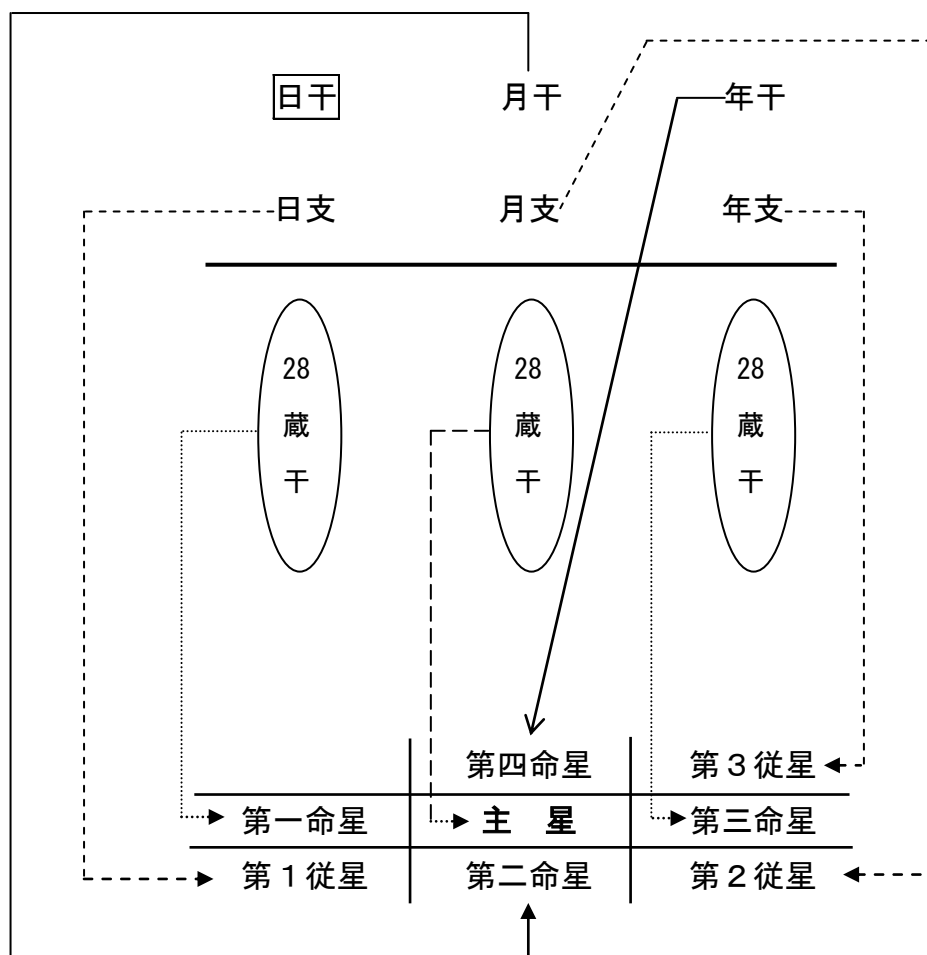 日干 月干 年干
日支 月支 年支
28 28 28
蔵 蔵 蔵
干 干 干
第四命星 第３従星
第一命星 主 星 第三命星
第１従星 第二命星 第２従星